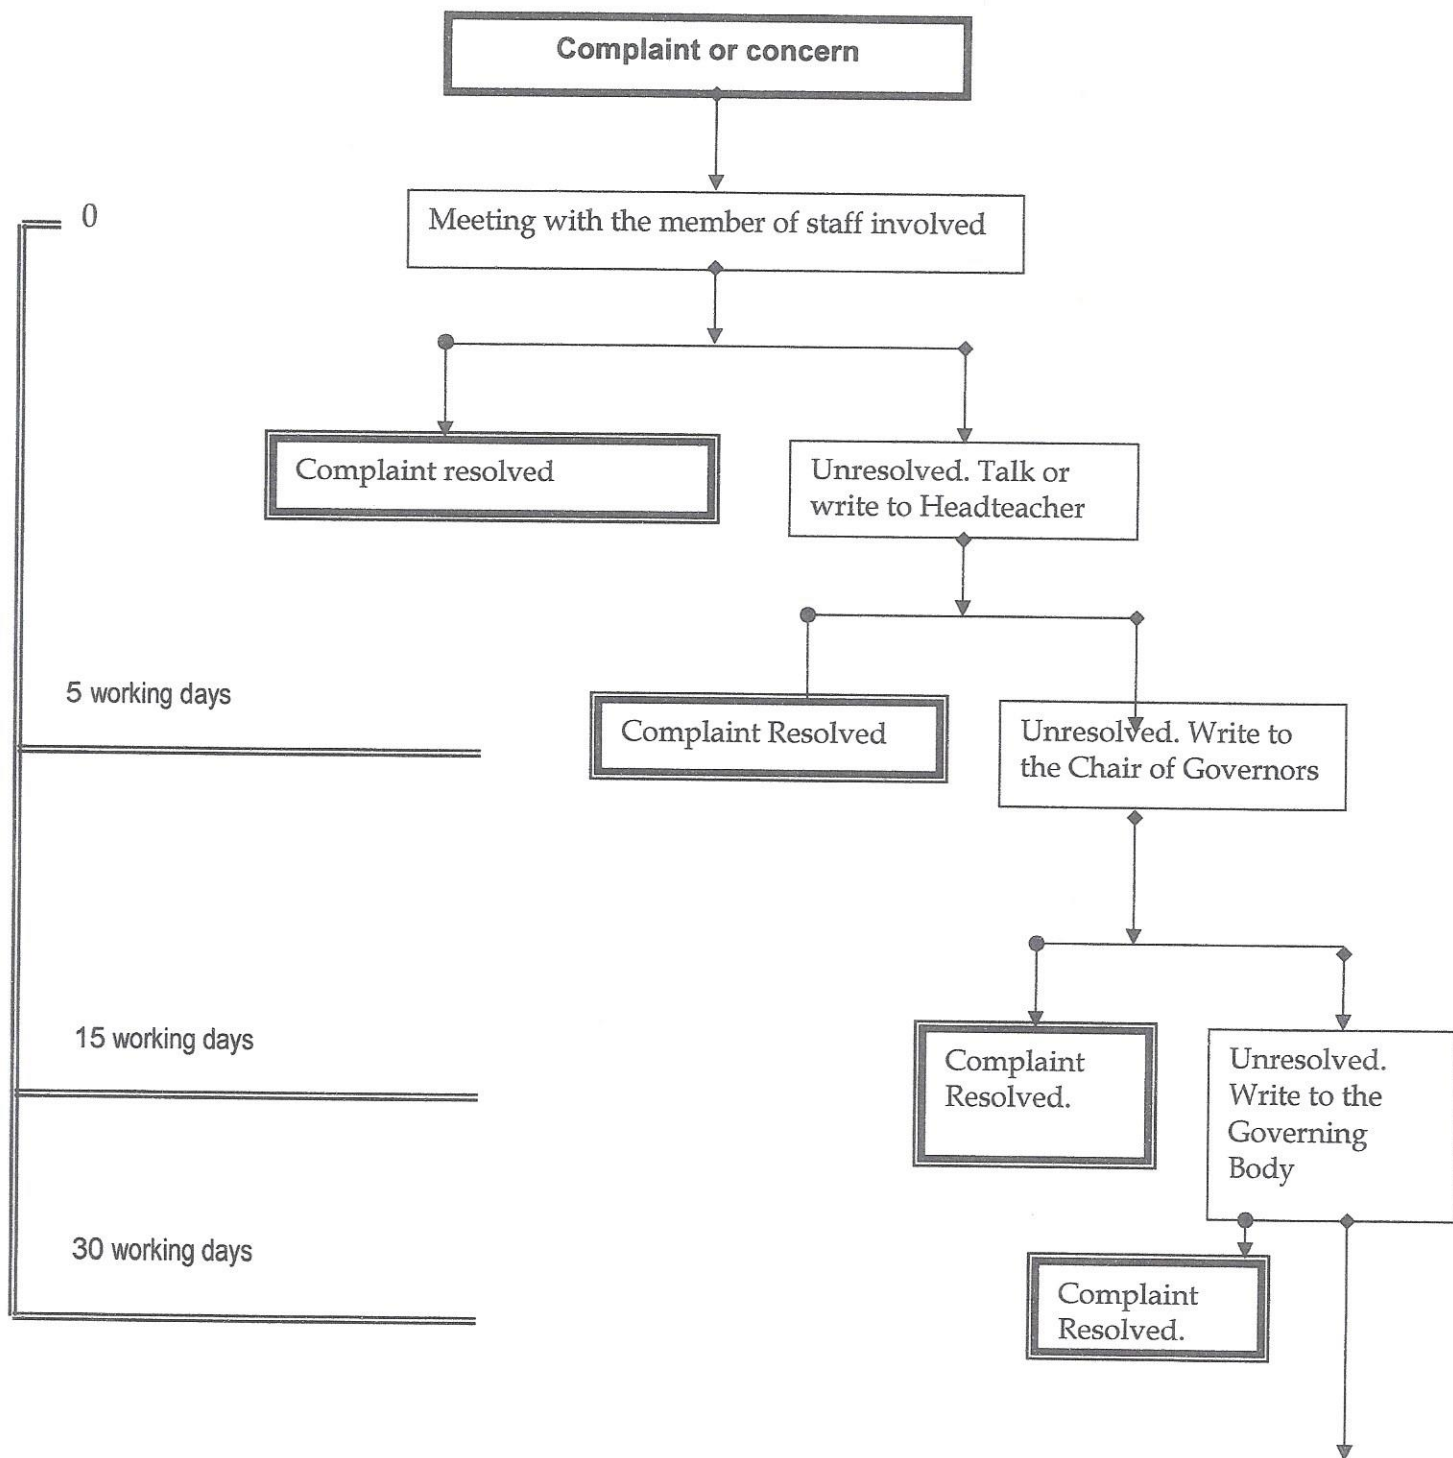 Complaint or concern
0
Meeting with the member of staff involved
Complaint resolved
Unresolved. Talk or
write to Headteacher
5 working days
Complaint Resolved
Unresolved. Write to
the Chair of Governors
15 working days
Complaint
Resolved.
Unresolved.
Write to the
Governing
Body
30 working days
Complaint
Resolved.